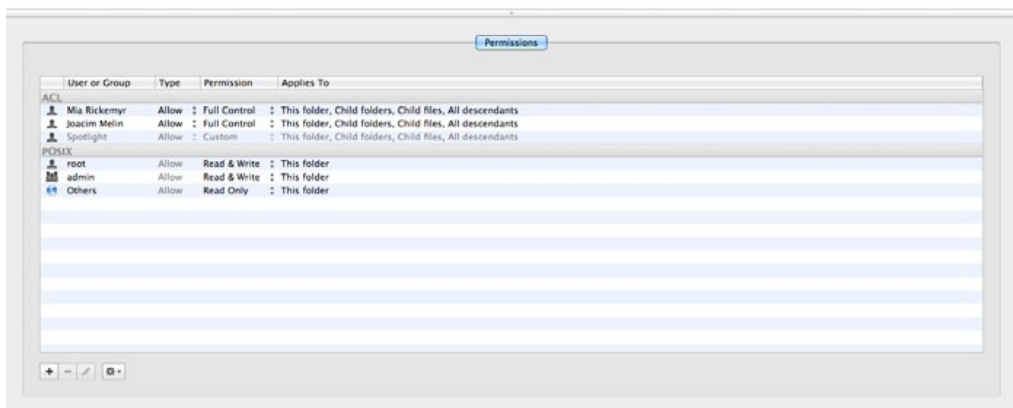 Permissions
User or Group Type Permission Applies To
ACL
Mia Rickemyr Allow Full Control This folder, Child folders, Child files, All descendants
Joacim Melin Allow Full Control This folder, Child folders, Child files, All descendants
Spotlight Allow Custom This folder, Child folders, Child files, All descendants
POSIX
root Allow Read & Write This folder
admin Allow Read & Write This folder
Others Allow Read Only This folder